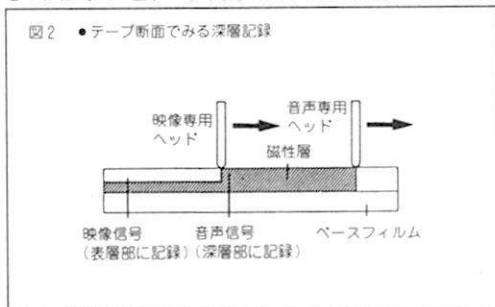 図2 ●テープ断面でみる深層記録
映像専用
ヘッド
音声専用
ヘッド
磁性層
映像信号
(表層部に記録)
音声信号
(深層部に記録)
ベースフィルム